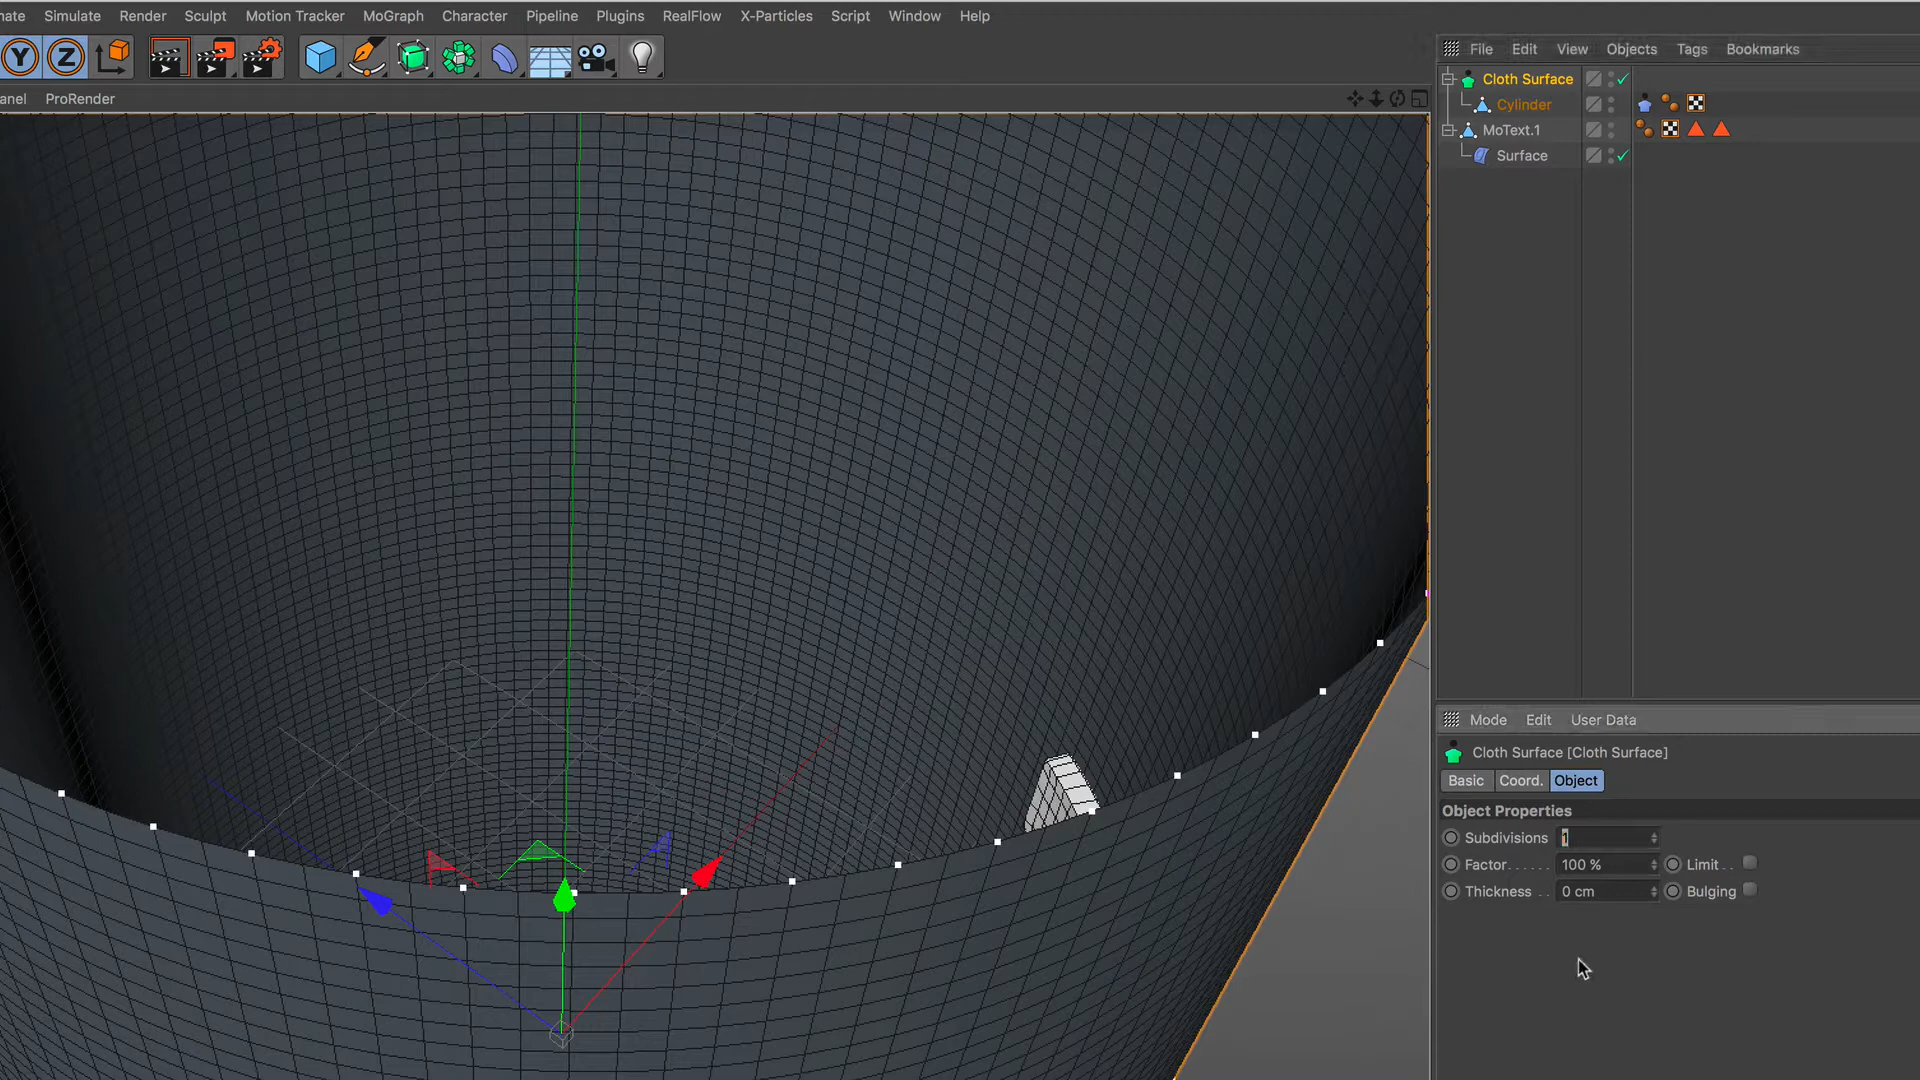 ate Simulate Render Sculpt Motion Tracker MoGraph Character Pipeline Plugins RealFlow X-Particles Script Window Help
Y Z
File Edit View Objects Tags Bookmarks
anel ProRender
Cloth Surface
Cylinder
MoText.1
Surface
Mode Edit User Data
Cloth Surface [Cloth Surface]
Basic Coord. Object
Object Properties
Subdivisions 1
Factor...... 100 % Limit..
Thickness .. 0 cm Bulging